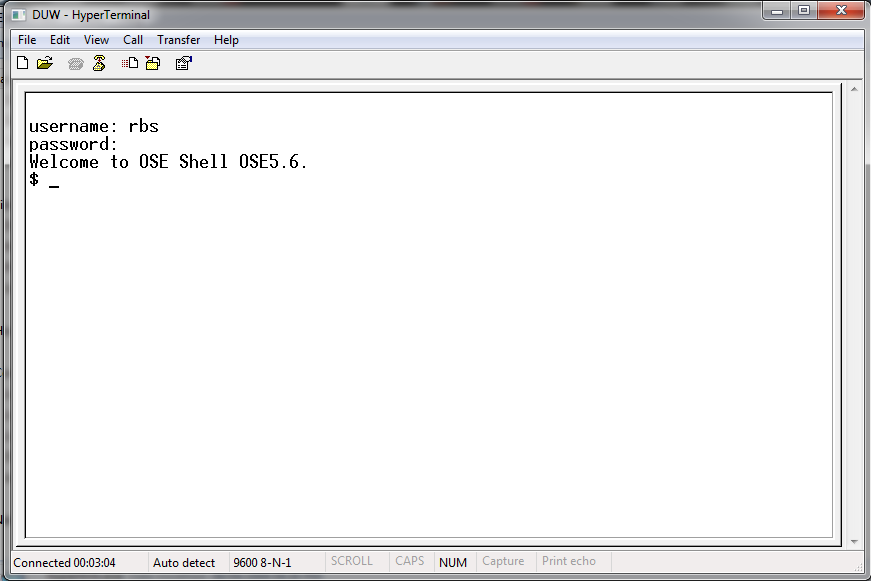 DUW - HyperTerminal
File Edit View Call Transfer Help
username: rbs
password:
Welcome to OSE Shell OSE5.6.
$ _
Connected 00:03:04 Auto detect 9600 8-N-1 SCROLL CAPS NUM Capture Print echo